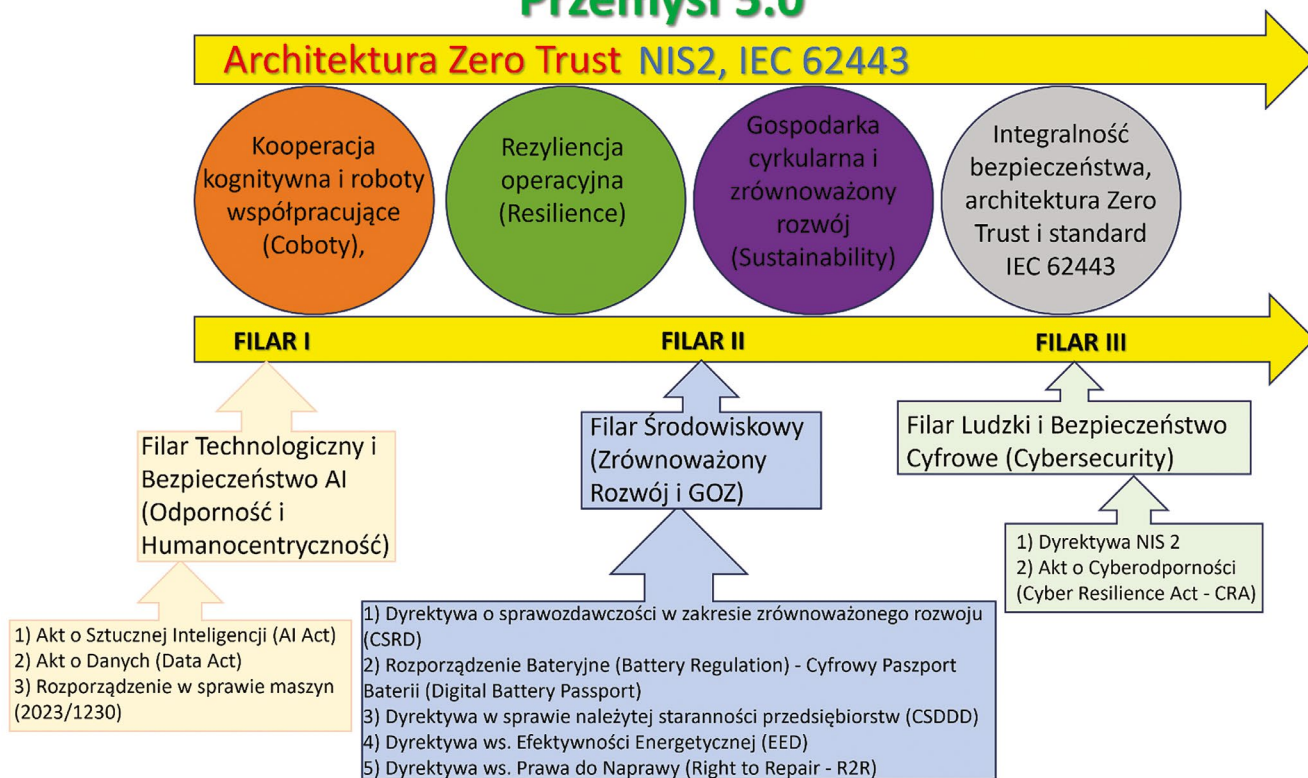 Przemysł 5.0
Architektura Zero Trust NIS2, IEC 62443
Kooperacja
kognitywna i roboty
współpracujące
(Coboty),
Rezyliencja
operacyjna
(Resilience)
Gospodarka
cyrkularna i
zrównoważony
rozwój
(Sustainability)
Integralność
bezpieczeństwa,
architektura Zero
Trust i standard
IEC 62443
FILAR I
FILAR II
FILAR III
Filar Technologiczny i
Bezpieczeństwo AI
(Odporność i
Humanocentryczność)
Filar Środowiskowy
(Zrównoważony
Rozwój i GOZ)
Filar Ludzki i Bezpieczeństwo
Cyfrowe (Cybersecurity)
1) Akt o Sztucznej Inteligencji (AI Act)
2) Akt o Danych (Data Act)
3) Rozporządzenie w sprawie maszyn
(2023/1230)
1) Dyrektywa o sprawozdawczości w zakresie zrównoważonego rozwoju
(CSRD)
2) Rozporządzenie Bateryjne (Battery Regulation) - Cyfrowy Paszport
Baterii (Digital Battery Passport)
3) Dyrektywa w sprawie należytej staranności przedsiębiorstw (CSDDD)
4) Dyrektywa ws. Efektywności Energetycznej (EED)
5) Dyrektywa ws. Prawa do Naprawy (Right to Repair - R2R)
1) Dyrektywa NIS 2
2) Akt o Cyberodporności
(Cyber Resilience Act - CRA)